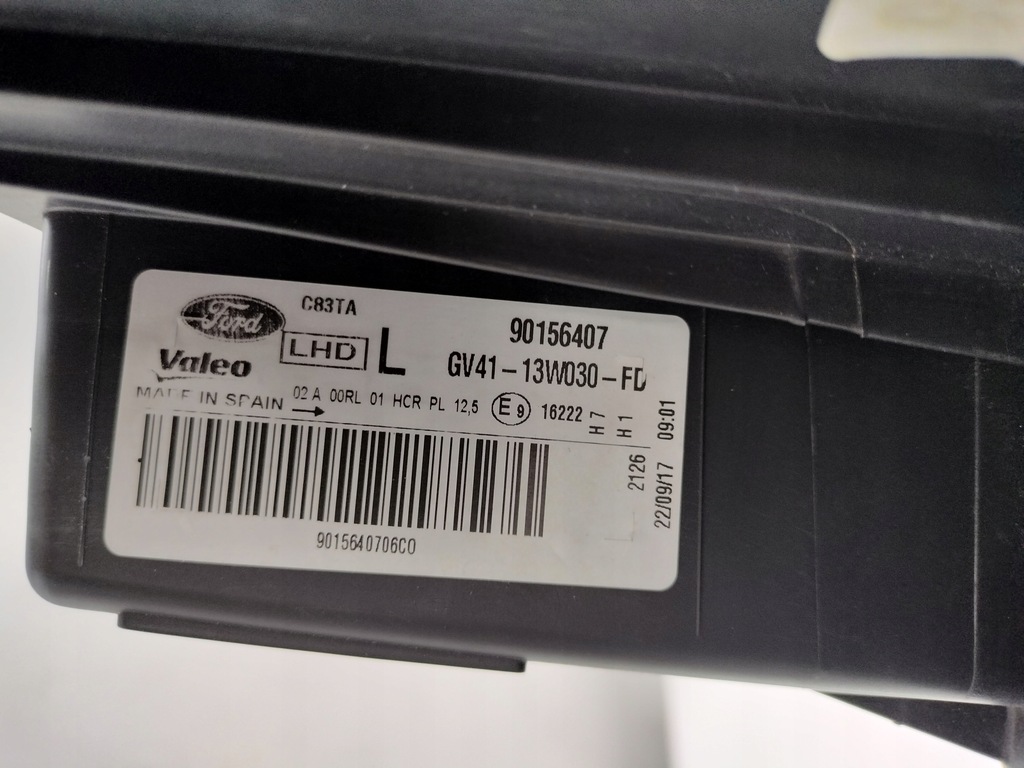 Ford
C83TA
Valeo
LHD L
90156407
GV41-13W030-FD
MADE IN SPAIN
02 A 00RL 01 HCR PL 12,5 E9 16222
H7
H1
2126
22/09/17 09:01
9015640706C0